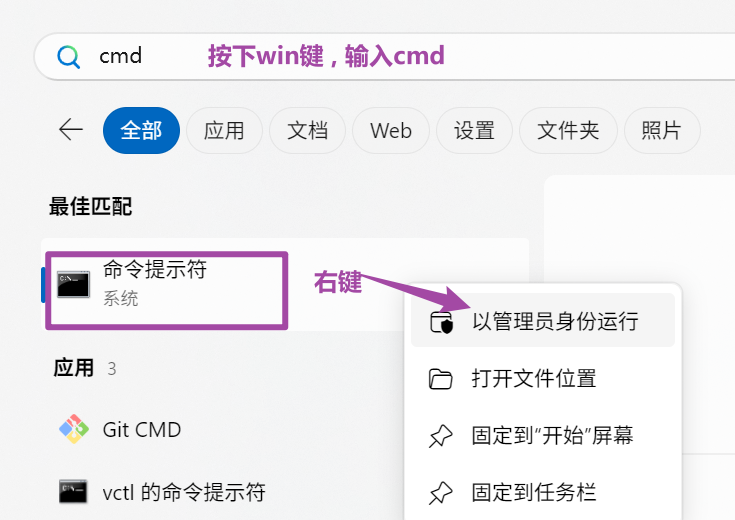 cmd 按下win键，输入cmd
全部 应用 文档 Web 设置 文件夹 照片
最佳匹配
命令提示符
系统
右键
以管理员身份运行
打开文件位置
固定到“开始”屏幕
固定到任务栏
应用 3
Git CMD
vctl 的命令提示符